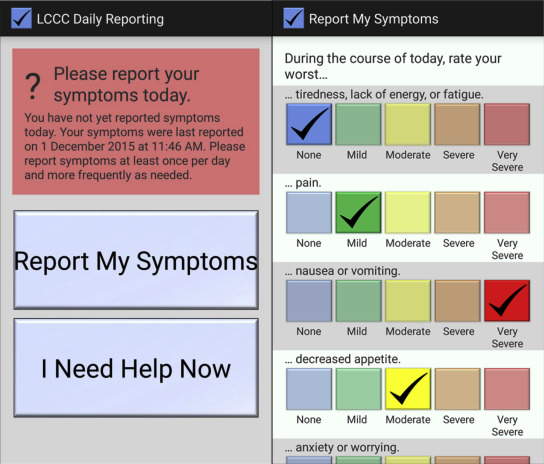 LCCC Daily Reporting
? Please report your
symptoms today.
You have not yet reported symptoms
today. Your symptoms were last reported
on 1 December 2015 at 11:46 AM. Please
report symptoms at least once per day
and more frequently as needed.
Report My Symptoms
I Need Help Now
Report My Symptoms
During the course of today, rate your
worst...
... tiredness, lack of energy, or fatigue.
None Mild Moderate Severe Very
Severe
... pain.
None Mild Moderate Severe Very
Severe
... nausea or vomiting.
None Mild Moderate Severe Very
Severe
... decreased appetite.
None Mild Moderate Severe Very
Severe
... anxiety or worrying.